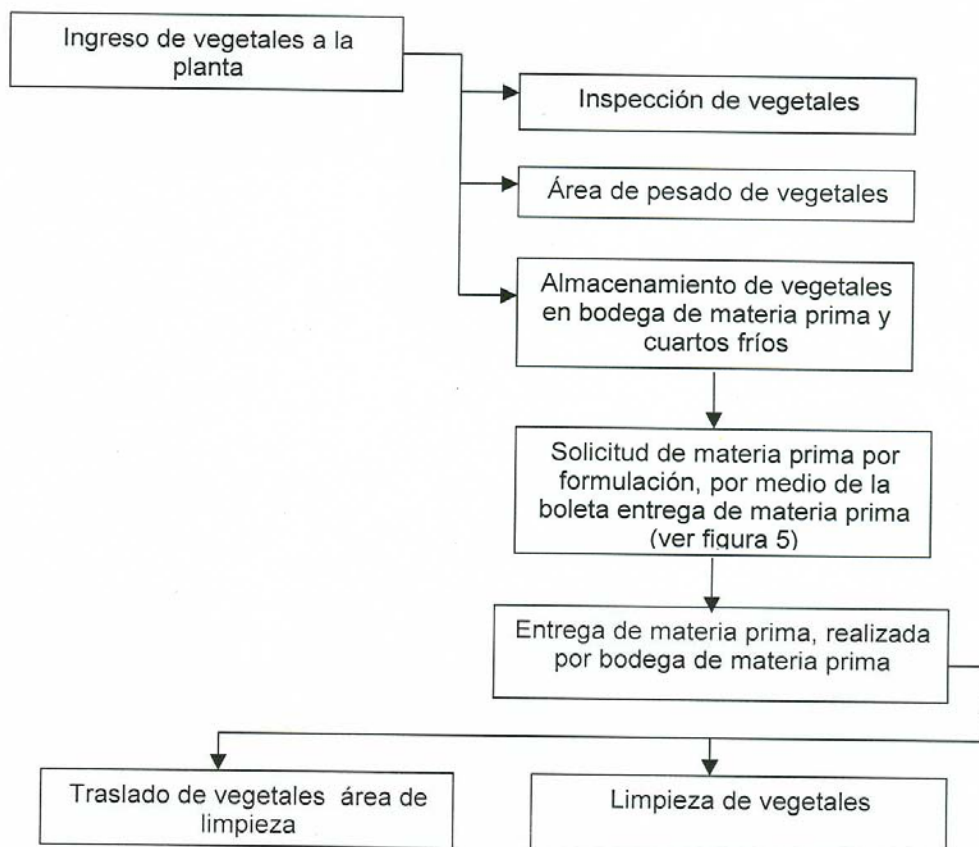 Ingreso de vegetales a la
planta
Inspección de vegetales
Área de pesado de vegetales
Almacenamiento de vegetales
en bodega de materia prima y
cuartos fríos
Solicitud de materia prima por
formulación, por medio de la
boleta entrega de materia prima
(ver figura 5)
Entrega de materia prima, realizada
por bodega de materia prima
Traslado de vegetales área de
limpieza
Limpieza de vegetales